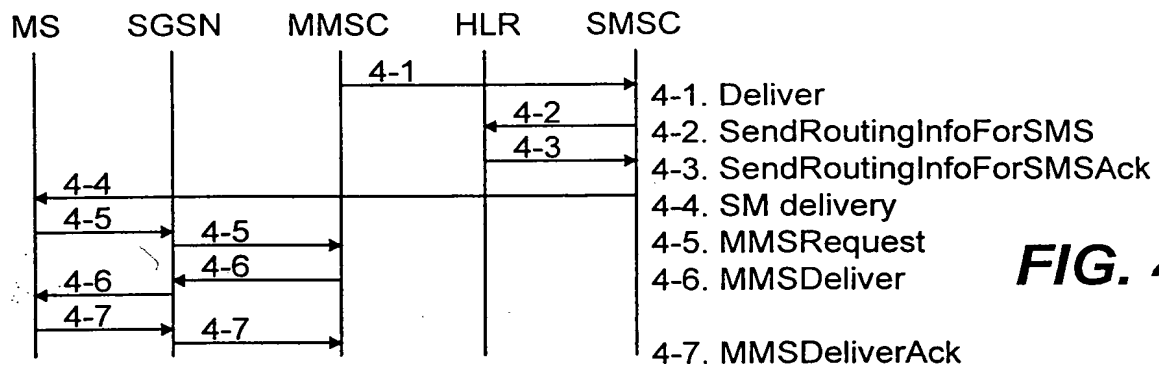 MS SGSN MMSC HLR SMSC
4-1
4-1. Deliver
4-2
4-2. SendRoutingInfoForSMS
4-3
4-3. SendRoutingInfoForSMSAck
4-4
4-4. SM delivery
4-5
4-5
4-5. MMSRequest
4-6
4-6. MMSDeliver
4-6
4-7
4-7
4-7. MMSDeliverAck
FIG.